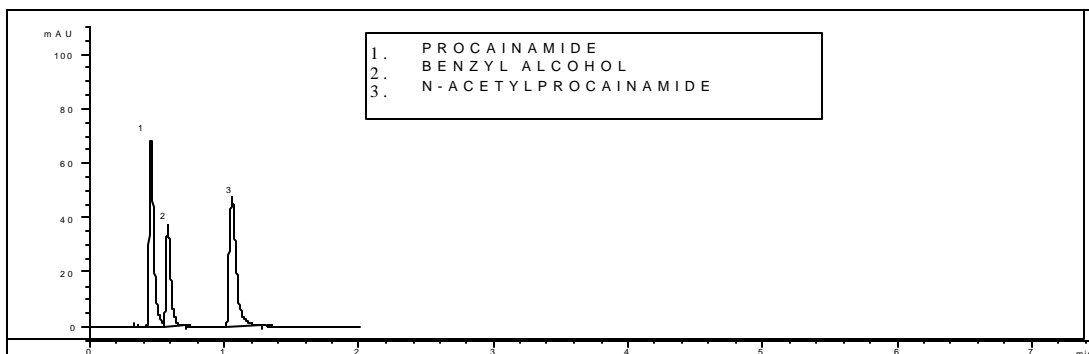 mAU
100
80
60
40
20
0
1
2
3
1. PROCAINAMIDE
2. BENZYL ALCOHOL
3. N-ACETYLPROCAINAMIDE
0 1 2 3 4 5 6 7